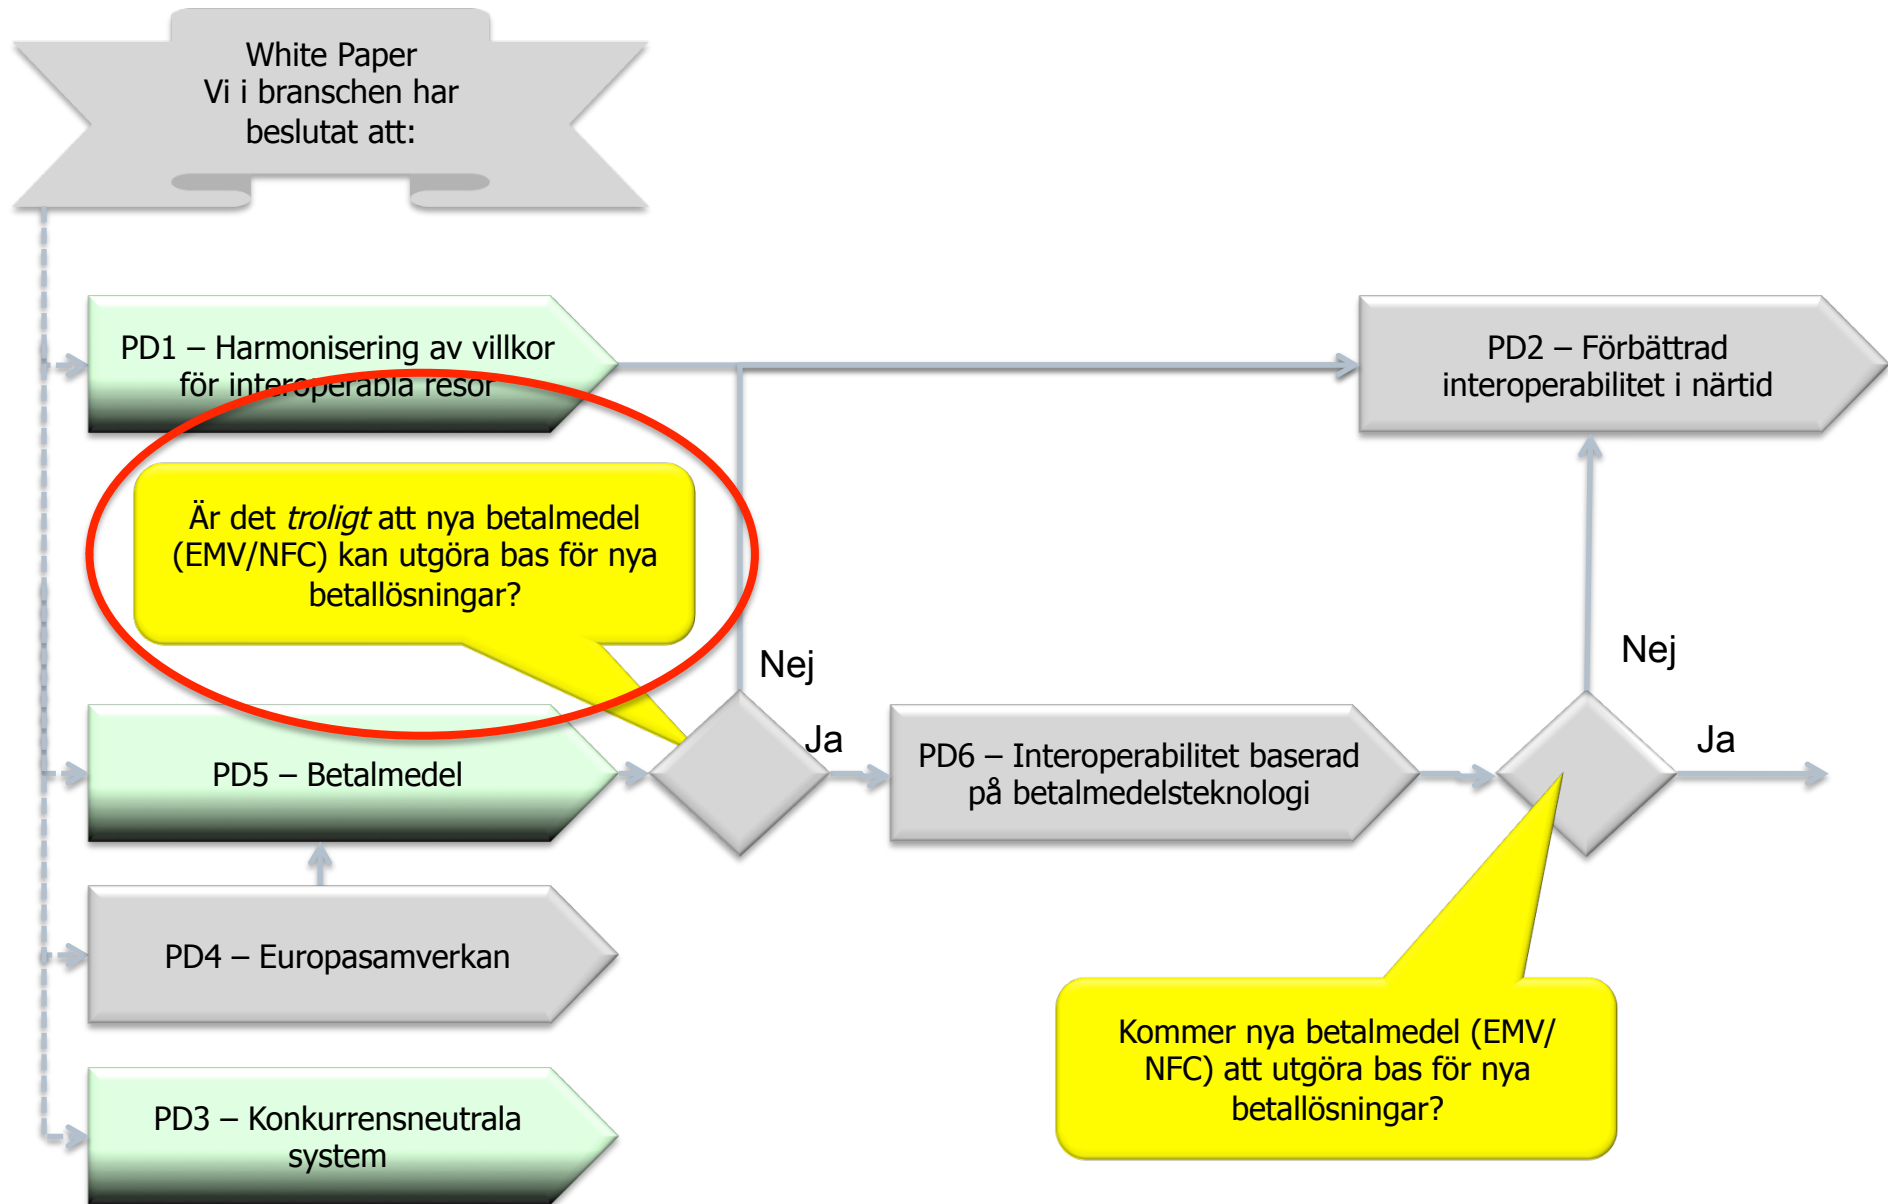 White Paper
Vi i branschen har
beslutat att:
PD1 – Harmonisering av villkor
för interoperabla resor
PD2 – Förbättrad
interoperabilitet i närtid
Är det troligt att nya betalmedel
(EMV/NFC) kan utgöra bas för nya
betallösningar?
Nej
Nej
Ja
Ja
PD5 – Betalmedel
PD6 – Interoperabilitet baserad
på betalmedelsteknologi
PD4 – Europasamverkan
Kommer nya betalmedel (EMV/
NFC) att utgöra bas för nya
betallösningar?
PD3 – Konkurrensneutrala
system